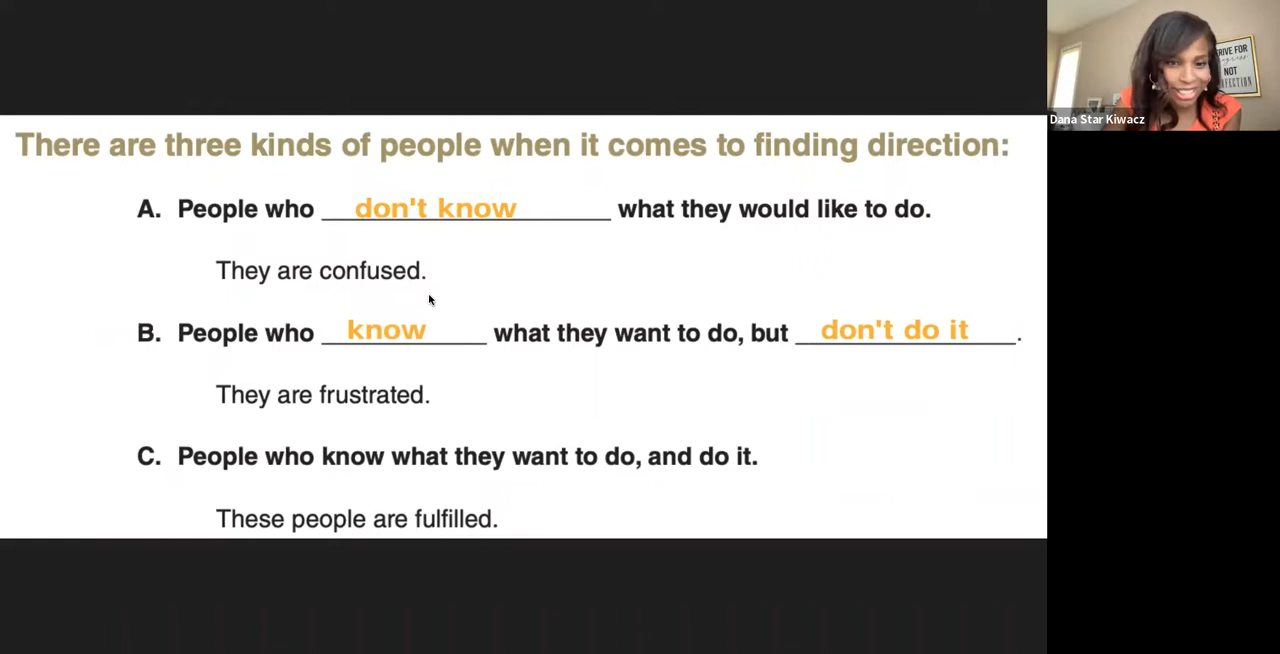 There are three kinds of people when it comes to finding direction:
A. People who don't know what they would like to do.
They are confused.
B. People who know what they want to do, but don't do it.
They are frustrated.
C. People who know what they want to do, and do it.
These people are fulfilled.
RIVE FOR
NOT
Dana Star Kiwacz